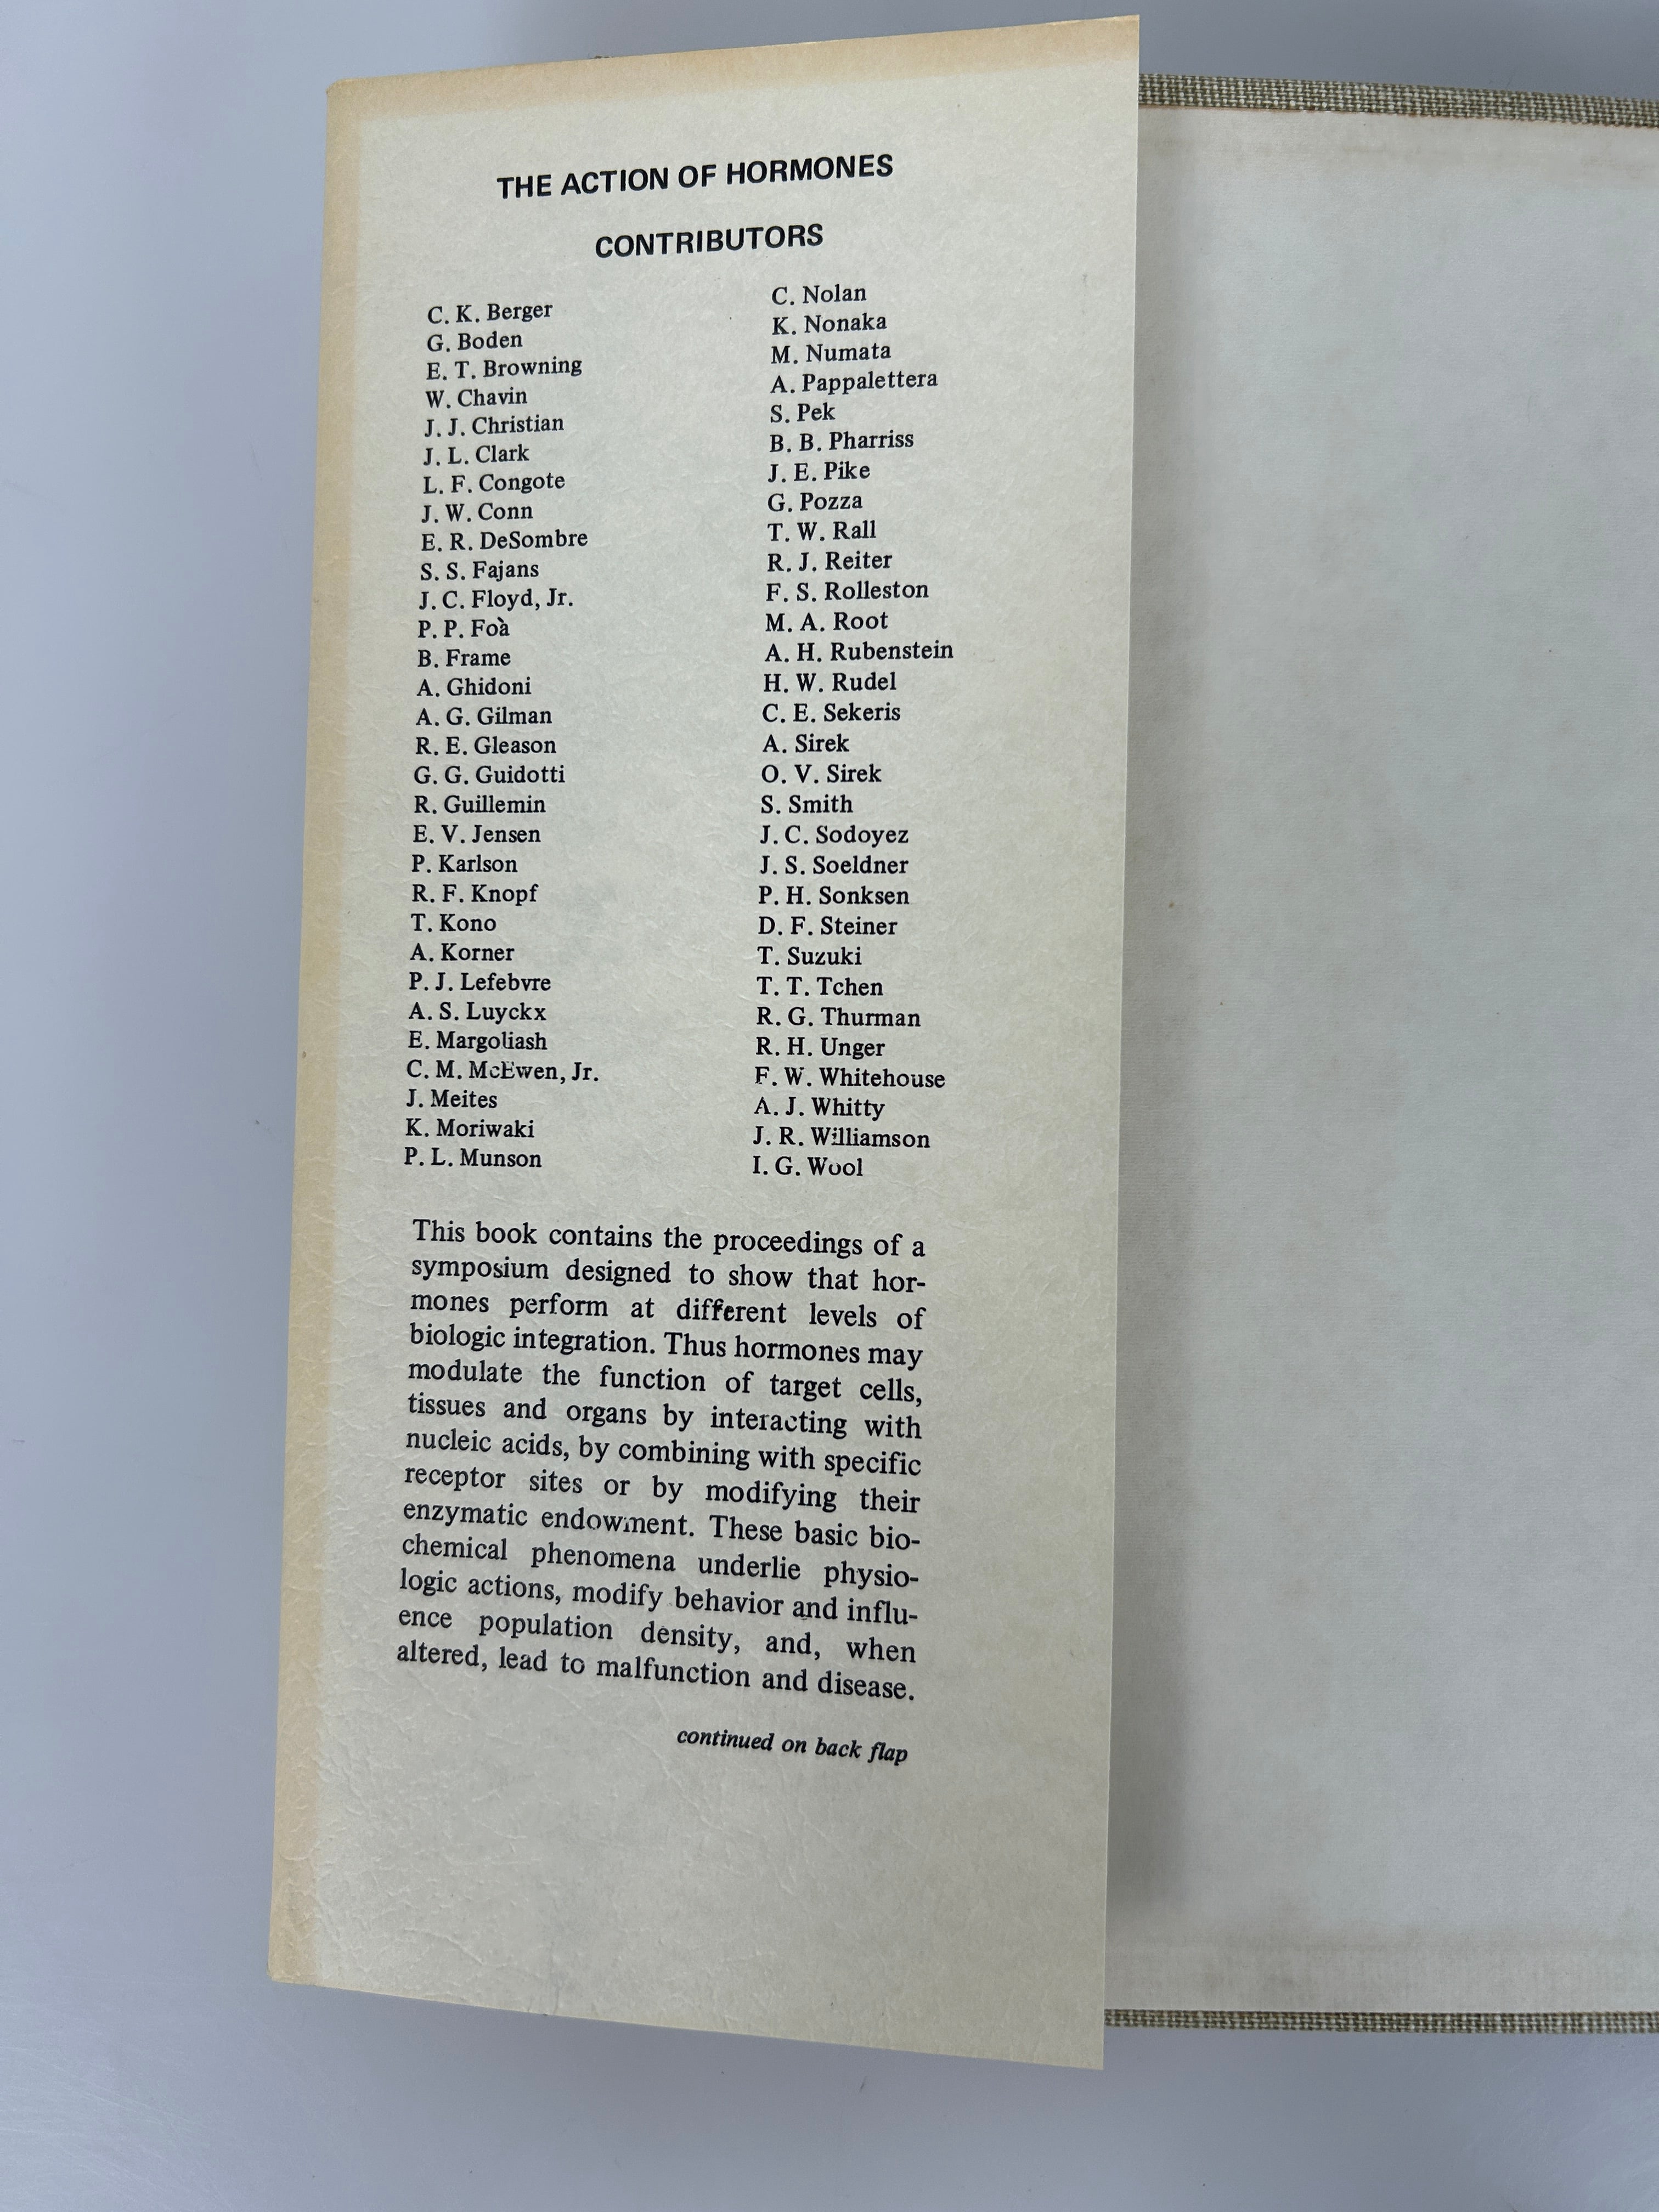 THE ACTION OF HORMONES
CONTRIBUTORS
C. K. Berger
G. Boden
E. T. Browning
W. Chavin
J. J. Christian
J. L. Clark
L. F. Congote
J. W. Conn
E. R. DeSombre
S. S. Fajans
J. C. Floyd, Jr.
P. P. Foà
B. Frame
A. Ghidoni
A. G. Gilman
R. E. Gleason
G. G. Guidotti
R. Guillemin
E. V. Jensen
P. Karlson
R. F. Knopf
T. Kono
A. Korner
P. J. Lefebvre
A. S. Luyckx
E. Margoliash
C. M. McEwen, Jr.
J. Meites
K. Moriwaki
P. L. Munson
C. Nolan
K. Nonaka
M. Numata
A. Pappalettera
S. Pek
B. B. Pharriss
J. E. Pike
G. Pozza
T. W. Rall
R. J. Reiter
F. S. Rolleston
M. A. Root
A. H. Rubenstein
H. W. Rudel
C. E. Sekeris
A. Sirek
O. V. Sirek
S. Smith
J. C. Sodoyez
J. S. Soeldner
P. H. Sonksen
D. F. Steiner
T. Suzuki
T. T. Tchen
R. G. Thurman
R. H. Unger
F. W. Whitehouse
A. J. Whitty
J. R. Williamson
I. G. Wool
This book contains the proceedings of a
symposium designed to show that hor-
mones perform at different levels of
biologic integration. Thus hormones may
modulate the function of target cells,
tissues and organs by interacting with
nucleic acids, by combining with specific
receptor sites or by modifying their
enzymatic endowment. These basic bio-
chemical phenomena underlie physio-
logic actions, modify behavior and influ-
ence population density, and, when
altered, lead to malfunction and disease.
continued on back flap